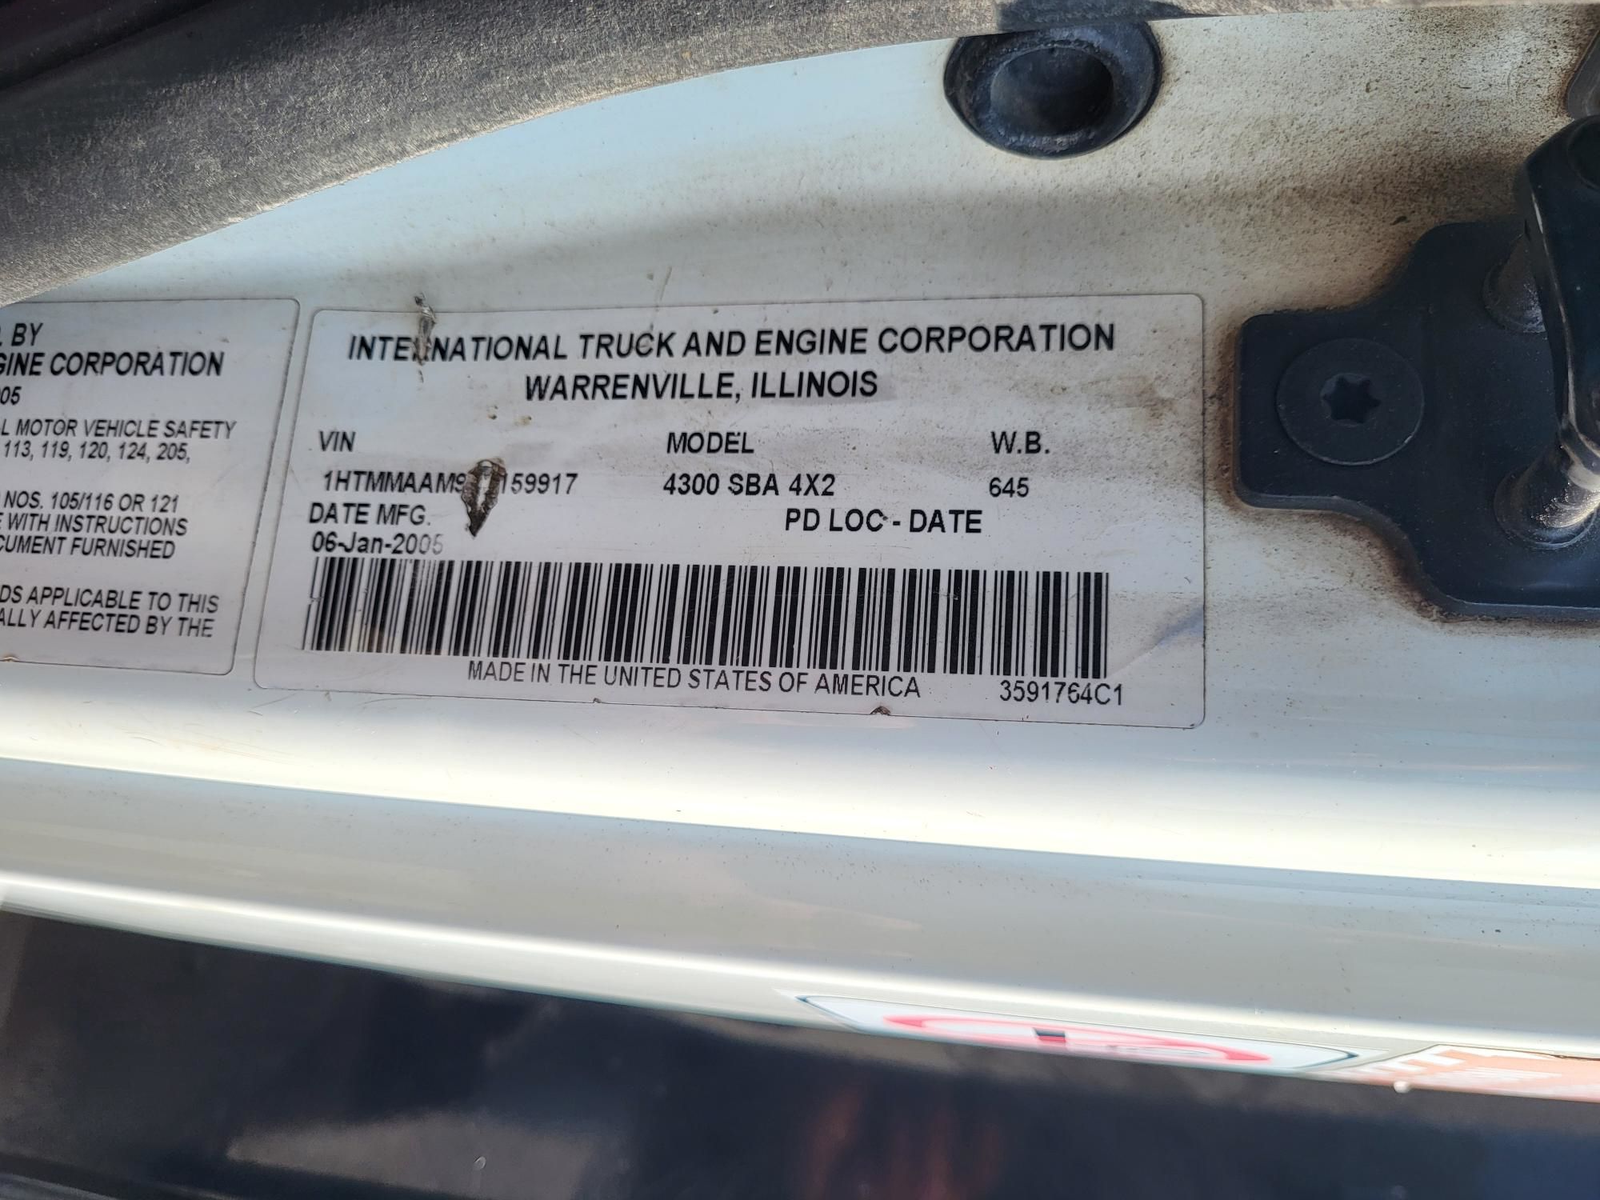 BY
GINE CORPORATION
05
L MOTOR VEHICLE SAFETY
113, 119, 120, 124, 205,
NOS. 105/116 OR 121
WITH INSTRUCTIONS
CUMENT FURNISHED
DS APPLICABLE TO THIS
ALLY AFFECTED BY THE
INTERNATIONAL TRUCK AND ENGINE CORPORATION
WARRENVILLE, ILLINOIS
VIN MODEL W.B.
1HTMMAAM9 159917 4300 SBA 4X2 645
DATE MFG. PD LOC - DATE
06-Jan-2005
MADE IN THE UNITED STATES OF AMERICA 3591764C1